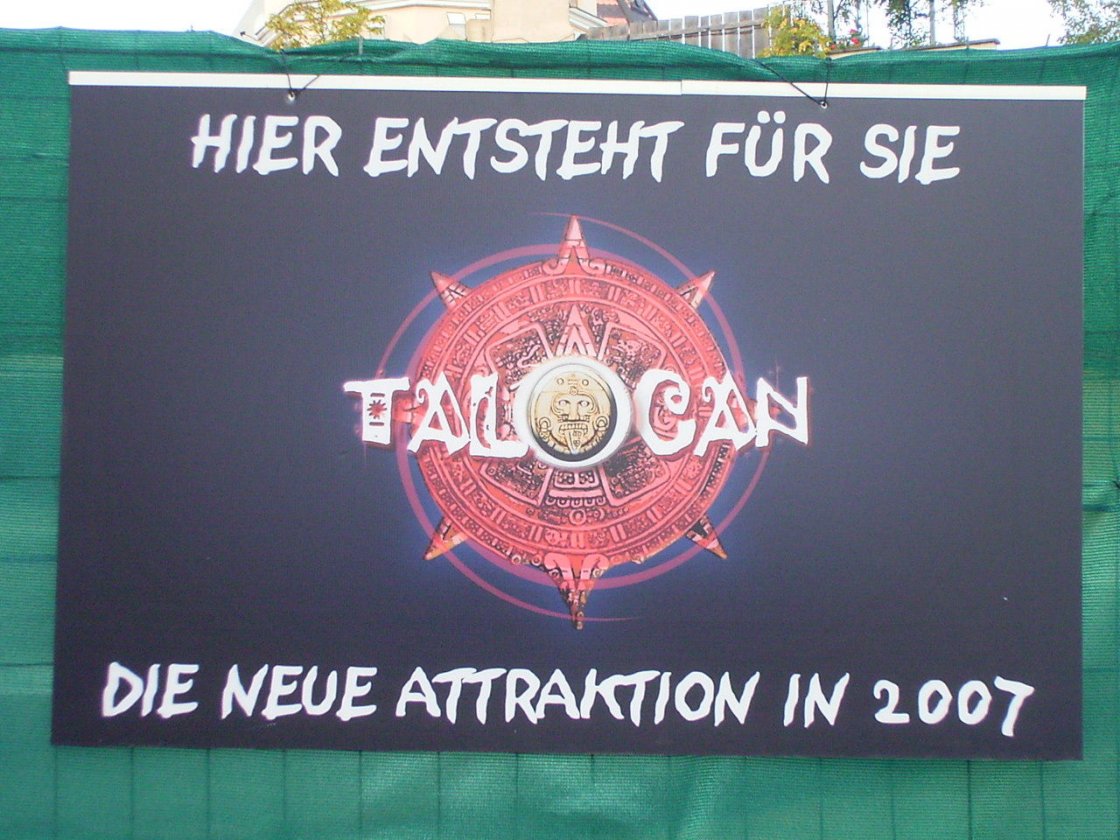 HIER ENTSTEHT FÜR SIE
TALOCAN
DIE NEUE ATTRAKTION IN 2007